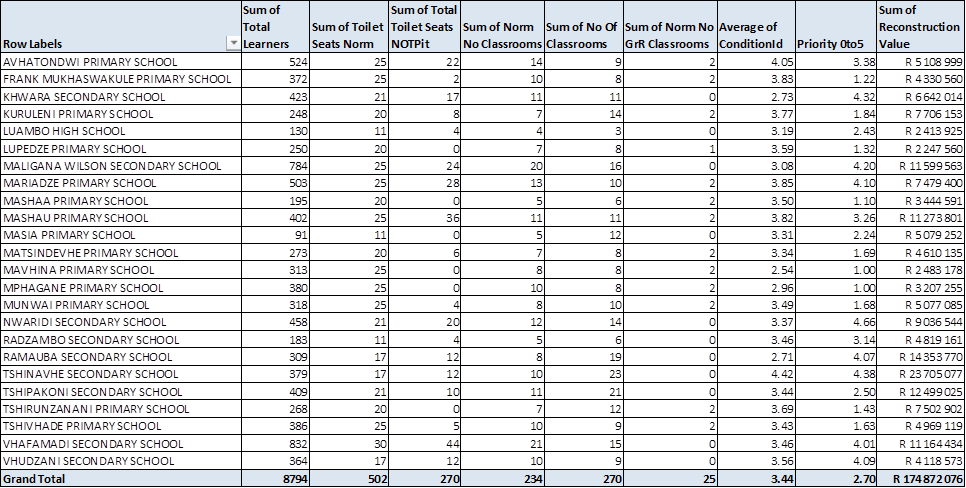 Row Labels Sum of Total Learners Sum of Toilet Seats Norm Sum of Total Toilet Seats NOTPit Sum of Norm No Classrooms Sum of No Of Classrooms Sum of Norm No GrR Classrooms Average of ConditionId Priority 0to5 Sum of Reconstruction Value
AVHATONDWI PRIMARY SCHOOL 524 25 22 14 9 2 4.05 3.38 R 5 108 999
FRANK MUKHASWAKULE PRIMARY SCHOOL 372 25 2 10 8 2 3.83 1.22 R 4 330 560
KHWARA SECONDARY SCHOOL 423 21 17 11 11 0 2.73 4.32 R 6 642 014
KURULENI PRIMARY SCHOOL 248 20 8 7 14 2 3.77 1.84 R 7 706 153
LUAMBO HIGH SCHOOL 130 11 4 4 3 0 3.19 2.43 R 2 413 925
LUPEDZE PRIMARY SCHOOL 250 20 0 7 8 1 3.59 1.32 R 2 247 560
MALIGANA WILSON SECONDARY SCHOOL 784 25 24 20 16 0 3.08 4.20 R 11 599 563
MARIADZE PRIMARY SCHOOL 503 25 28 13 10 2 3.85 4.10 R 7 479 400
MASHAA PRIMARY SCHOOL 195 20 0 5 6 2 3.50 1.10 R 3 444 591
MASHAU PRIMARY SCHOOL 402 25 36 11 11 2 3.82 3.26 R 11 273 801
MASIA PRIMARY SCHOOL 91 11 0 5 12 0 3.31 2.24 R 5 079 252
MATSINDEVHE PRIMARY SCHOOL 273 20 6 7 8 2 3.34 1.69 R 4 610 135
MAVHINA PRIMARY SCHOOL 313 25 0 8 8 2 2.54 1.00 R 2 483 178
MPHAGANE PRIMARY SCHOOL 380 25 0 10 8 2 2.96 1.00 R 3 207 255
MUNWAI PRIMARY SCHOOL 318 25 4 8 10 2 3.49 1.68 R 5 077 085
NWARIDI SECONDARY SCHOOL 458 21 20 12 14 0 3.37 4.66 R 9 036 544
RADZAMBO SECONDARY SCHOOL 183 11 4 5 6 0 3.46 3.14 R 4 819 161
RAMAUBA SECONDARY SCHOOL 309 17 12 8 19 0 2.71 4.07 R 14 353 770
TSHINAVHE SECONDARY SCHOOL 379 17 12 10 23 0 4.42 4.38 R 23 705 077
TSHIPAKONI SECONDARY SCHOOL 409 21 10 11 21 0 3.44 2.50 R 12 499 025
TSHIRUNZANANI PRIMARY SCHOOL 268 20 0 7 12 2 3.69 1.43 R 7 502 902
TSHIVHADE PRIMARY SCHOOL 386 25 5 10 9 2 3.43 1.63 R 4 969 119
VHAFAMADI SECONDARY SCHOOL 832 30 44 21 15 0 3.46 4.01 R 11 164 434
VHUDZANI SECONDARY SCHOOL 364 17 12 10 9 0 3.56 4.09 R 4 118 573
Grand Total 8794 502 270 234 270 25 3.44 2.70 R 174 872 076